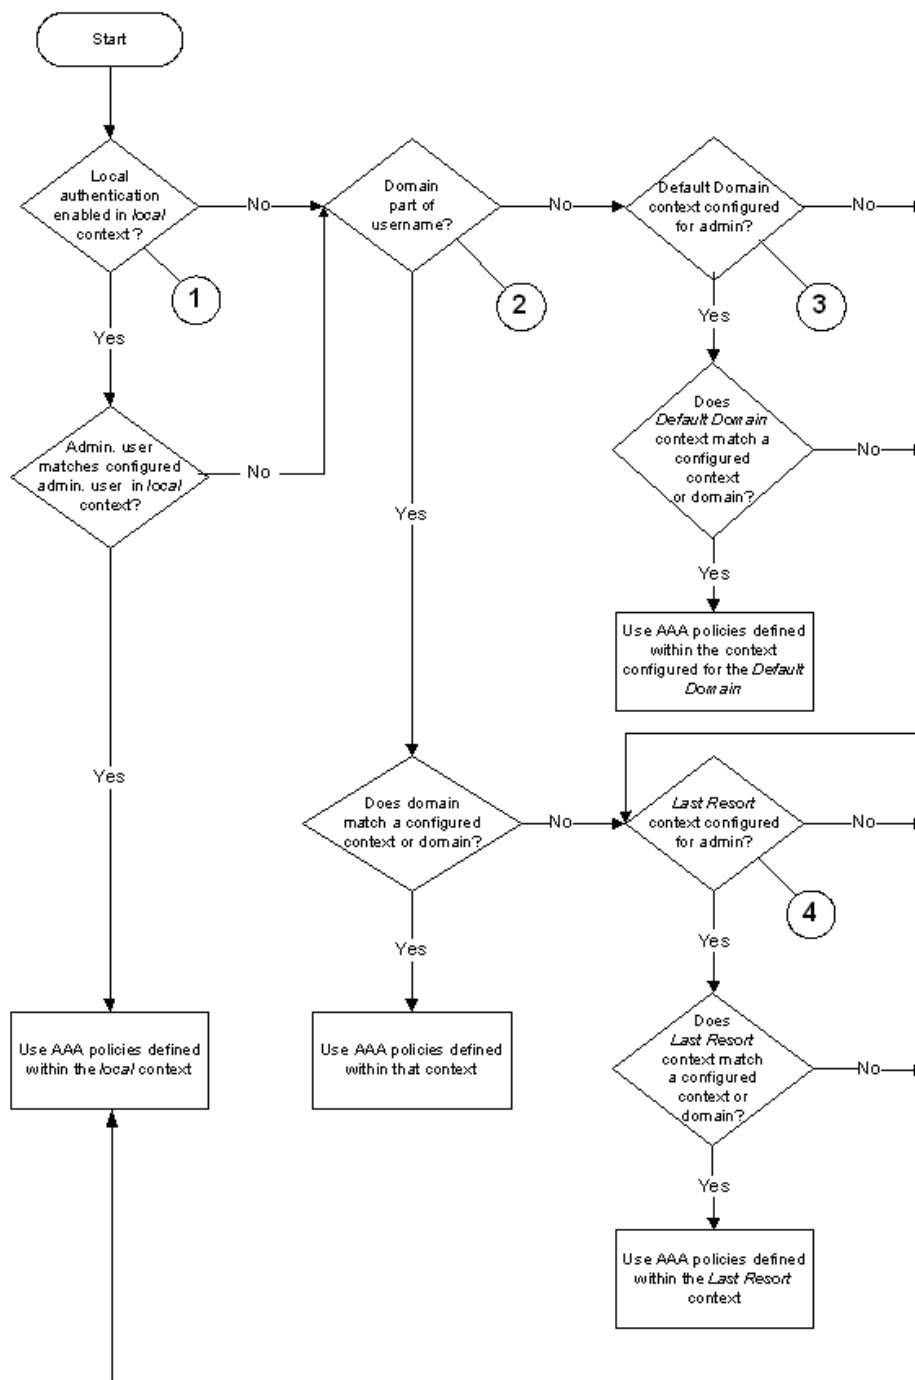 Start
Local
authentication
enabled in local
context?
No
Domain
part of
username?
No
Default Domain
context configured
for admin?
No
1
2
3
Yes
Yes
Does
Default Domain
context match a
configured
context
or domain?
No
Admin. user
matches configured
admin. user in local
context?
No
Yes
Yes
Use AAA policies defined
within the context
configured for the Default
Domain
Yes
Does domain
match a configured
context or domain?
No
Last Resort
context configured
for admin?
No
4
Yes
Yes
Use AAA policies defined
within the local context
Use AAA policies defined
within that context
Does
Last Resort
context match
a configured
context or
domain?
No
Yes
Use AAA policies defined
within the Last Resort
context